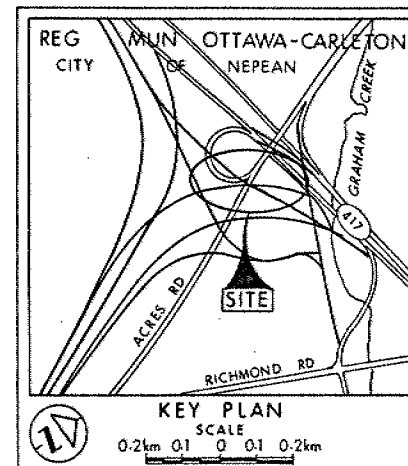 REG MUN OTTAWA-CARLETON
CITY OF NEPEAN
GRAHAM CREEK
417
ACRES RD
SITE
RICHMOND RD
Z
KEY PLAN
SCALE
0.2km 0.1 0 0.1 0.2km